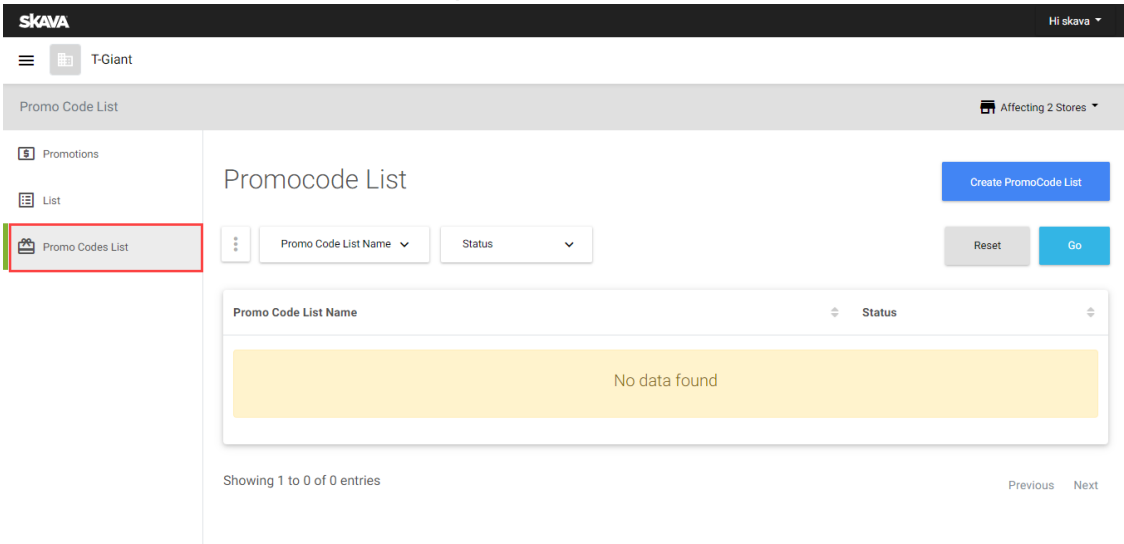 SKAVA
Hi skava
T-Giant
Promo Code List
Affecting 2 Stores
Promotions
List
Promo Codes List
Promocode List
Create PromoCode List
Promo Code List Name
Status
Reset
Go
Promo Code List Name
Status
No data found
Showing 1 to 0 of 0 entries
Previous
Next